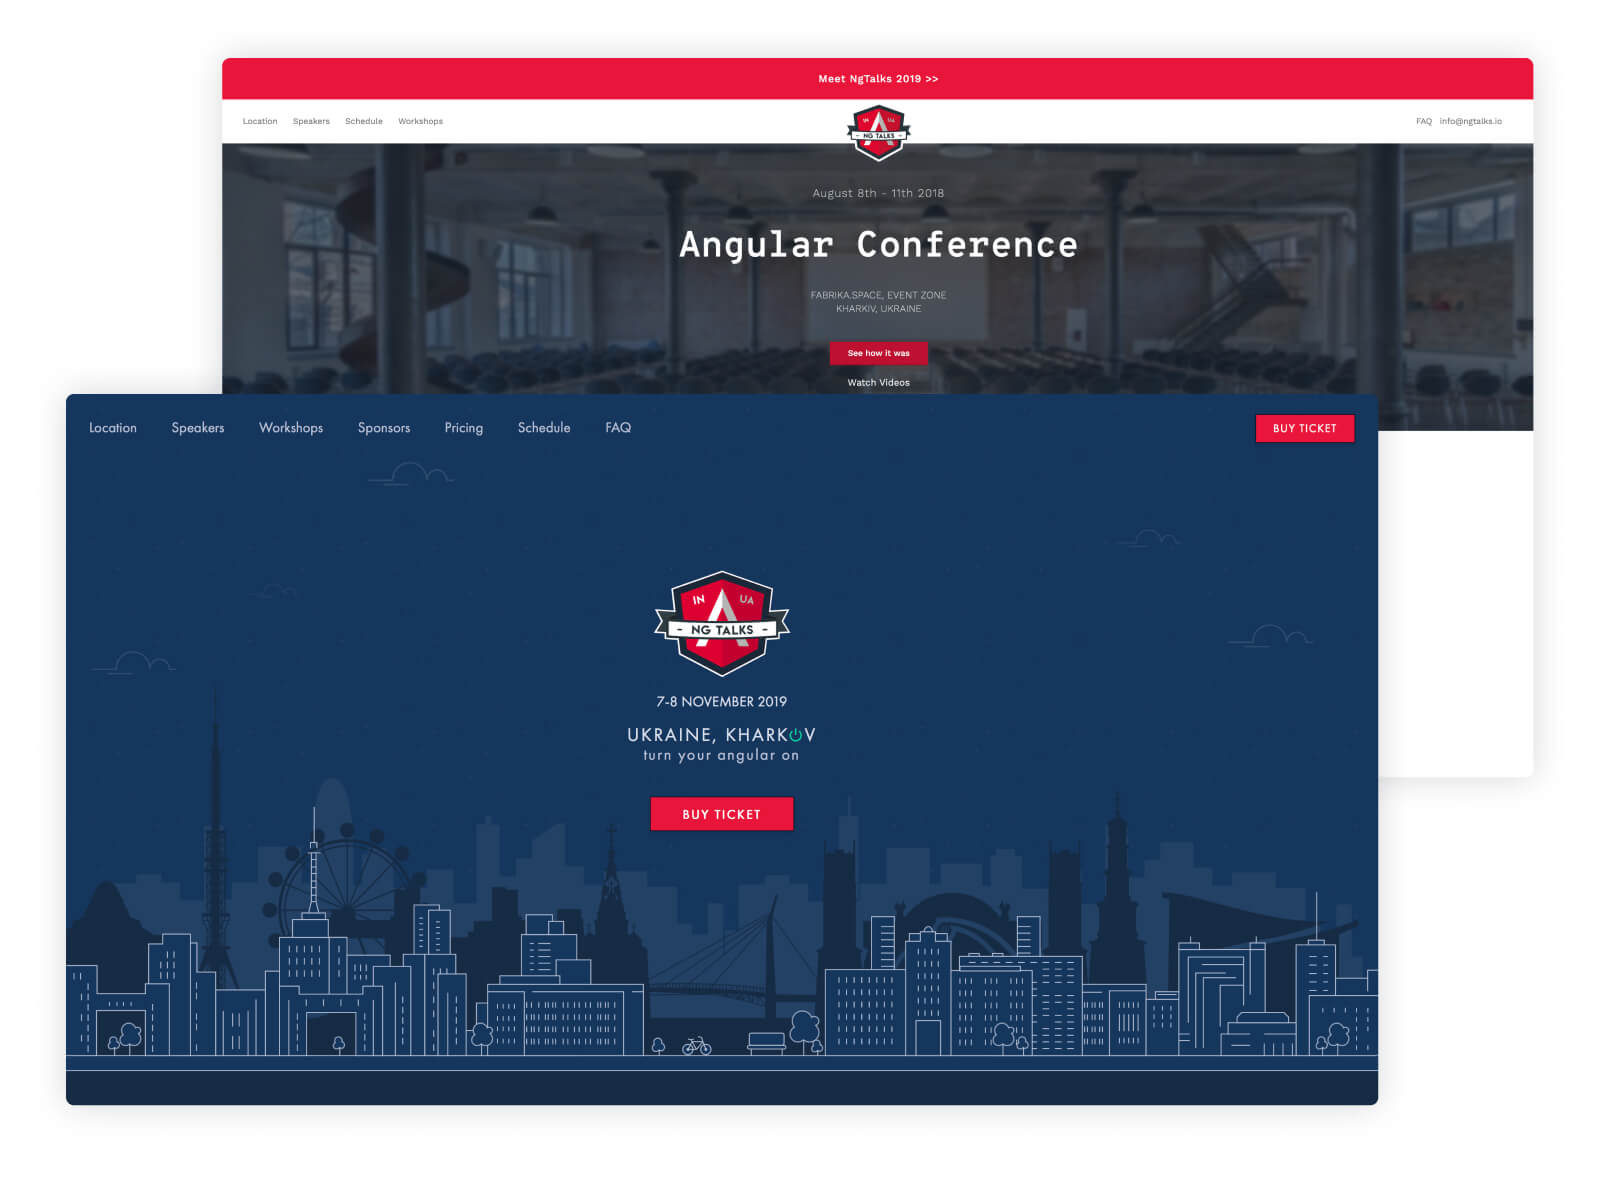 Meet NgTalks 2019 >>
Location Speakers Schedule Workshops
IN UA
- NG TALKS -
FAQ info@ngtalks.io
August 8th - 11th 2018
Angular Conference
FABRIKA.SPACE, EVENT ZONE
KHARKIV, UKRAINE
See how it was
Watch Videos
Location Speakers Workshops Sponsors Pricing Schedule FAQ
BUY TICKET
IN UA
- NG TALKS -
7-8 NOVEMBER 2019
UKRAINE, KHARKOV
turn your angular on
BUY TICKET